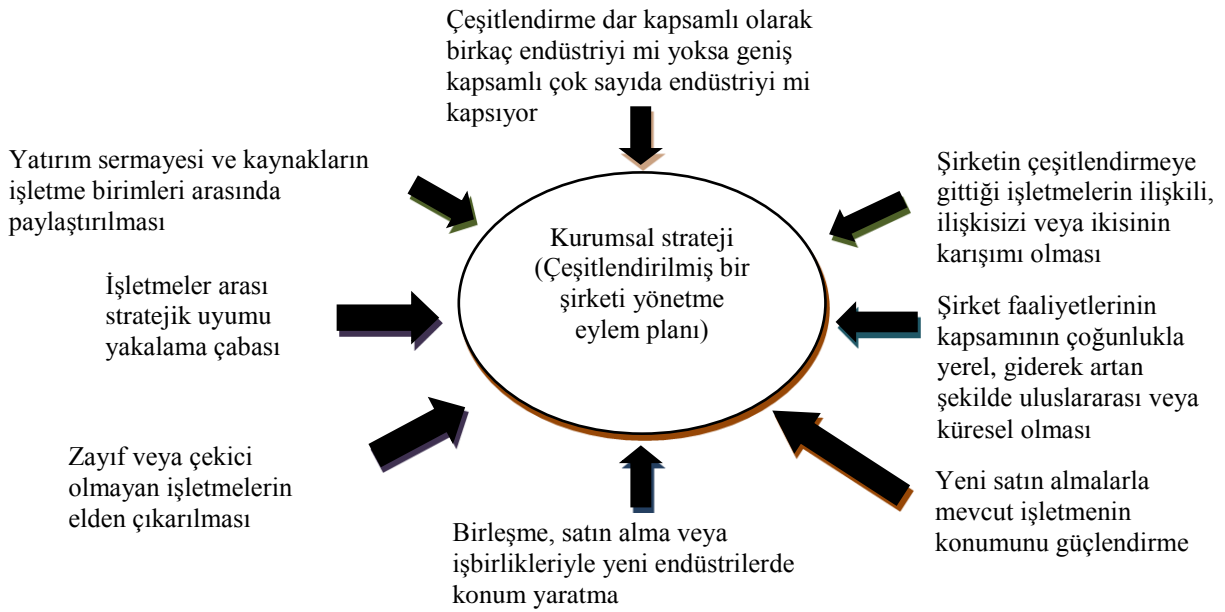 Çeşitlendirme dar kapsamlı olarak
birkaç endüstriyi mi yoksa geniş
kapsamlı çok sayıda endüstriyi mi
kapsıyor
Yatırım sermayesi ve kaynakların
işletme birimleri arasında
paylaştırılması
Şirketin çeşitlendirmeye
gittiği işletmelerin ilişkili,
ilişkisizi veya ikisinin
karışımı olması
Kurumsal strateji
(Çeşitlendirilmiş bir
şirketi yönetme
eylem planı)
İşletmeler arası
stratejik uyumu
yakalama çabası
Şirket faaliyetlerinin
kapsamının çoğunlukla
yerel, giderek artan
şekilde uluslararası veya
küresel olması
Zayıf veya çekici
olmayan işletmelerin
elden çıkarılması
Birleşme, satın alma veya
işbirlikleriyle yeni endüstrilerde
konum yaratma
Yeni satın almalarla
mevcut işletmenin
konumunu güçlendirme